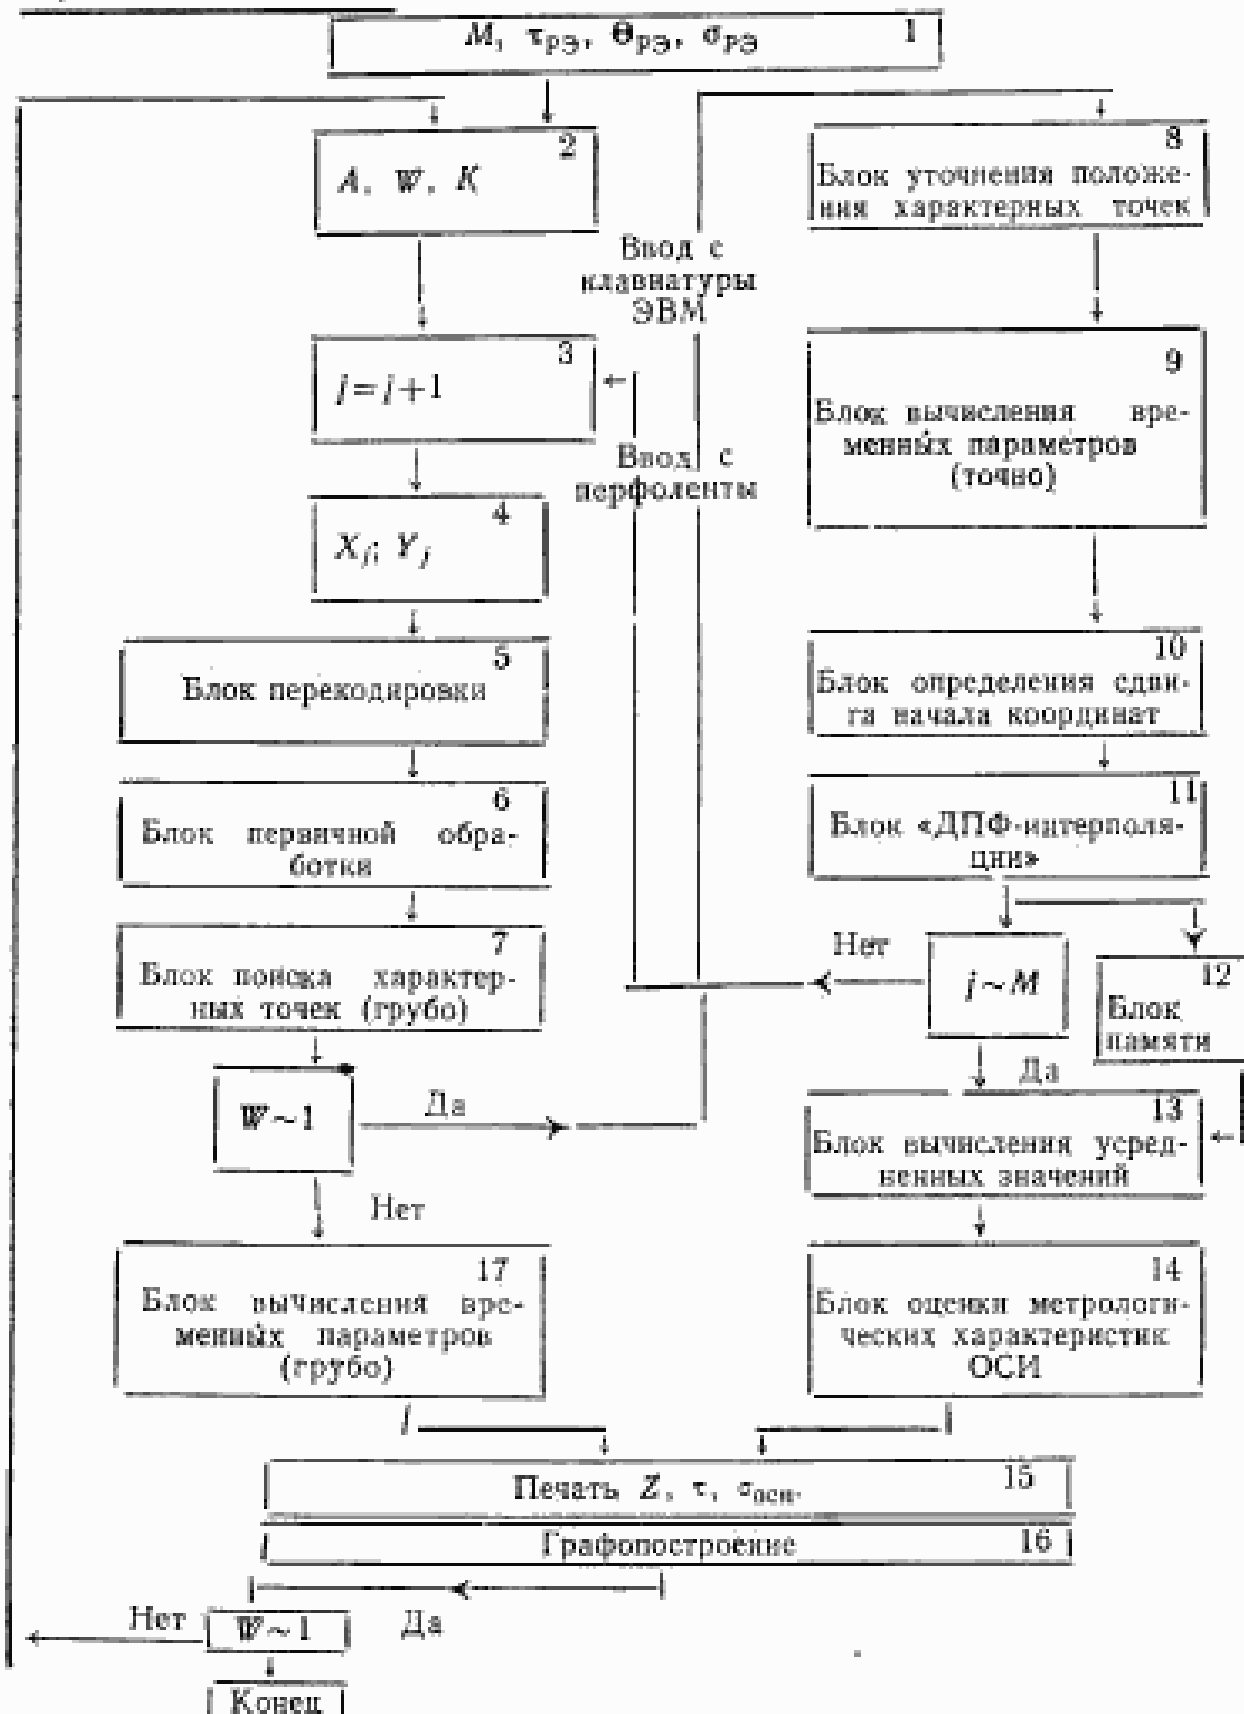 M, τРЭ, ΘРЭ, σРЭ 1
2
A, W, K
Ввод с
клавиатуры
ЭВМ
3
j=j+1
Ввод с
перфоленты
4
Xj; Yj
5
Блок перекодировки
6
Блок первичной обра-
ботки
7
Блок поиска характер-
ных точек (грубо)
W~1
Да
Нет
17
Блок вычисления вре-
менных параметров
(грубо)
8
Блок уточнения положе-
ния характерных точек
9
Блок вычисления вре-
менных параметров
(точно)
10
Блок определения сдви-
га начала координат
11
Блок «ДПФ-интерполя-
ции»
Нет
j~M
12
Блок
памяти
Да
13
Блок вычисления усред-
ненных значений
14
Блок оценки метрологи-
ческих характеристик
ОСИ
Печать Z, τ, σоси. 15
Графопостроение 16
Нет
W~1
Да
Конец